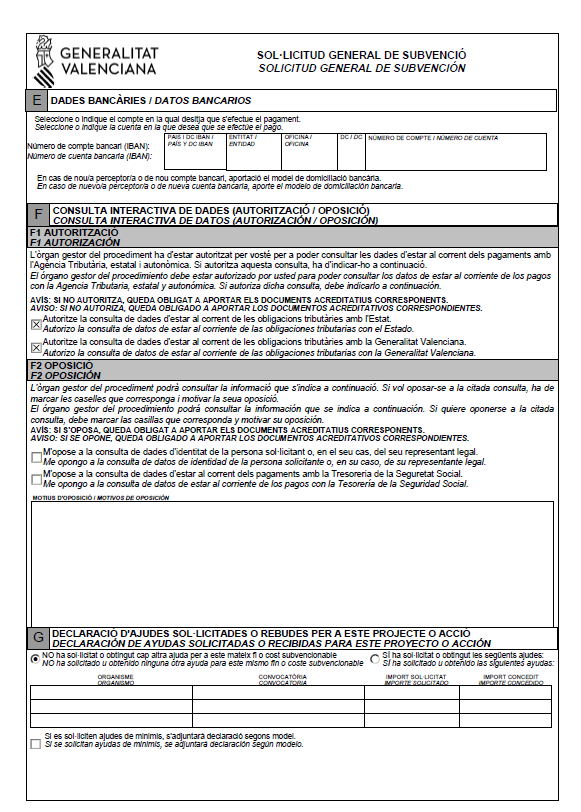 GENERALITAT
VALENCIANA
SOL·LICITUD GENERAL DE SUBVENCIÓ
SOLICITUD GENERAL DE SUBVENCIÓN
E DADES BANCÀRIES / DATOS BANCARIOS
Seleccione o indique el compte en la qual desitja que s'efectue el pagament.
Seleccione o indique la cuenta en la que desea que se efectúe el pago.
Número de compte bancari (IBAN):
Número de cuenta bancaria (IBAN):
PAÍS I DC IBAN /
PAÍS Y DC IBAN
ENTITAT /
ENTIDAD
OFICINA /
OFICINA
DC / DC
NÚMERO DE COMPTE / NÚMERO DE CUENTA
En cas de nou/a perceptor/a o de nou compte bancari, aportació el model de domiciliació bancària.
En caso de nuevo/a perceptor/a o de nueva cuenta bancaria, aporte el modelo de domiciliación bancaria.
F CONSULTA INTERACTIVA DE DADES (AUTORITZACIÓ / OPOSICIÓ)
CONSULTA INTERACTIVA DE DATOS (AUTORIZACIÓN / OPOSICIÓN)
F1 AUTORITZACIÓ
F1 AUTORIZACIÓN
L'òrgan gestor del procediment ha d'estar autoritzat per vosté per a poder consultar les dades d'estar al corrent dels pagaments amb
l'Agència Tributària, estatal i autonòmica. Si autoritza aquesta consulta, ha d'indicar-ho a continuació.
El órgano gestor del procedimiento debe estar autorizado por usted para poder consultar los datos de estar al corriente de los pagos
con la Agencia Tributaria, estatal y autonómica. Si autoriza dicha consulta, debe indicarlo a continuación.
AVÍS: SI NO AUTORITZA, QUEDA OBLIGAT A APORTAR ELS DOCUMENTS ACREDITATIUS CORRESPONENTS.
AVISO: SI NO AUTORIZA, QUEDA OBLIGADO A APORTAR LOS DOCUMENTOS ACREDITATIVOS CORRESPONDIENTES.
Autoritze la consulta de dades d'estar al corrent de les obligacions tributàries amb l'Estat.
Autorizo la consulta de datos de estar al corriente de las obligaciones tributarias con el Estado.
Autoritze la consulta de dades d'estar al corrent de les obligacions tributàries amb la Generalitat Valenciana.
Autorizo la consulta de datos de estar al corriente de las obligaciones tributarias con la Generalitat Valenciana.
F2 OPOSICIÓ
F2 OPOSICIÓN
L'òrgan gestor del procediment podrà consultar la informació que s'indica a continuació. Si vol oposar-se a la citada consulta, ha de
marcar les caselles que corresponga i motivar la seua oposició.
El órgano gestor del procedimiento podrá consultar la información que se indica a continuación. Si quiere oponerse a la citada
consulta, debe marcar las casillas que corresponda y motivar su oposición.
AVÍS: SI S'OPOSA, QUEDA OBLIGAT A APORTAR ELS DOCUMENTS ACREDITATIUS CORRESPONENTS.
AVISO: SI SE OPONE, QUEDA OBLIGADO A APORTAR LOS DOCUMENTOS ACREDITATIVOS CORRESPONDIENTES.
M'opose a la consulta de dades d'identitat de la persona sol·licitant o, en el seu cas, del seu representant legal.
Me opongo a la consulta de datos de identidad de la persona solicitante o, en su caso, de su representante legal.
M'opose a la consulta de dades d'estar al corrent dels pagaments amb la Tresoreria de la Seguretat Social.
Me opongo a la consulta de datos de estar al corriente de los pagos con la Tesorería de la Seguridad Social.
MOTIUS D'OPOSICIÓ / MOTIVOS DE OPOSICIÓN
G DECLARACIÓ D'AJUDES SOL·LICITADES O REBUDES PER A ESTE PROJECTE O ACCIÓ
DECLARACIÓN DE AYUDAS SOLICITADAS O RECIBIDAS PARA ESTE PROYECTO O ACCIÓN
NO ha sol·licitat o obtingut cap altra ajuda per a este mateix fi o cost subvencionable
NO ha solicitado u obtenido ninguna otra ayuda para este mismo fin o coste subvencionable
SÍ ha sol·licitat o obtingut les següents ajudes:
SÍ ha solicitado u obtenido las siguientes ayudas:
ORGANISME
ORGANISMO
CONVOCATÒRIA
CONVOCATORIA
IMPORT SOL·LICITAT
IMPORTE SOLICITADO
IMPORT CONCEDIT
IMPORTE CONCEDIDO
Si es sol·liciten ajudes de minimis, s'adjuntarà declaració segons model.
Si se solicitan ayudas de minimis, se adjuntará declaración según modelo.